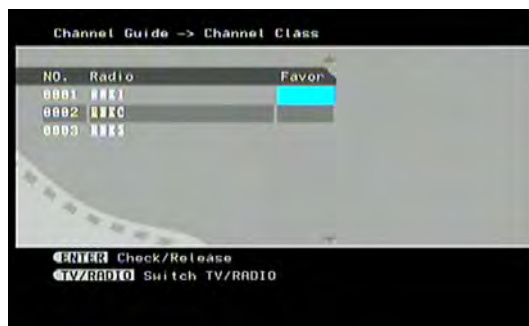 Channel Guide -> Channel Class
NO. Radio Favor
0001
0002
0003
ENTER Check/Release
TV/RADIO Switch TV/RADIO